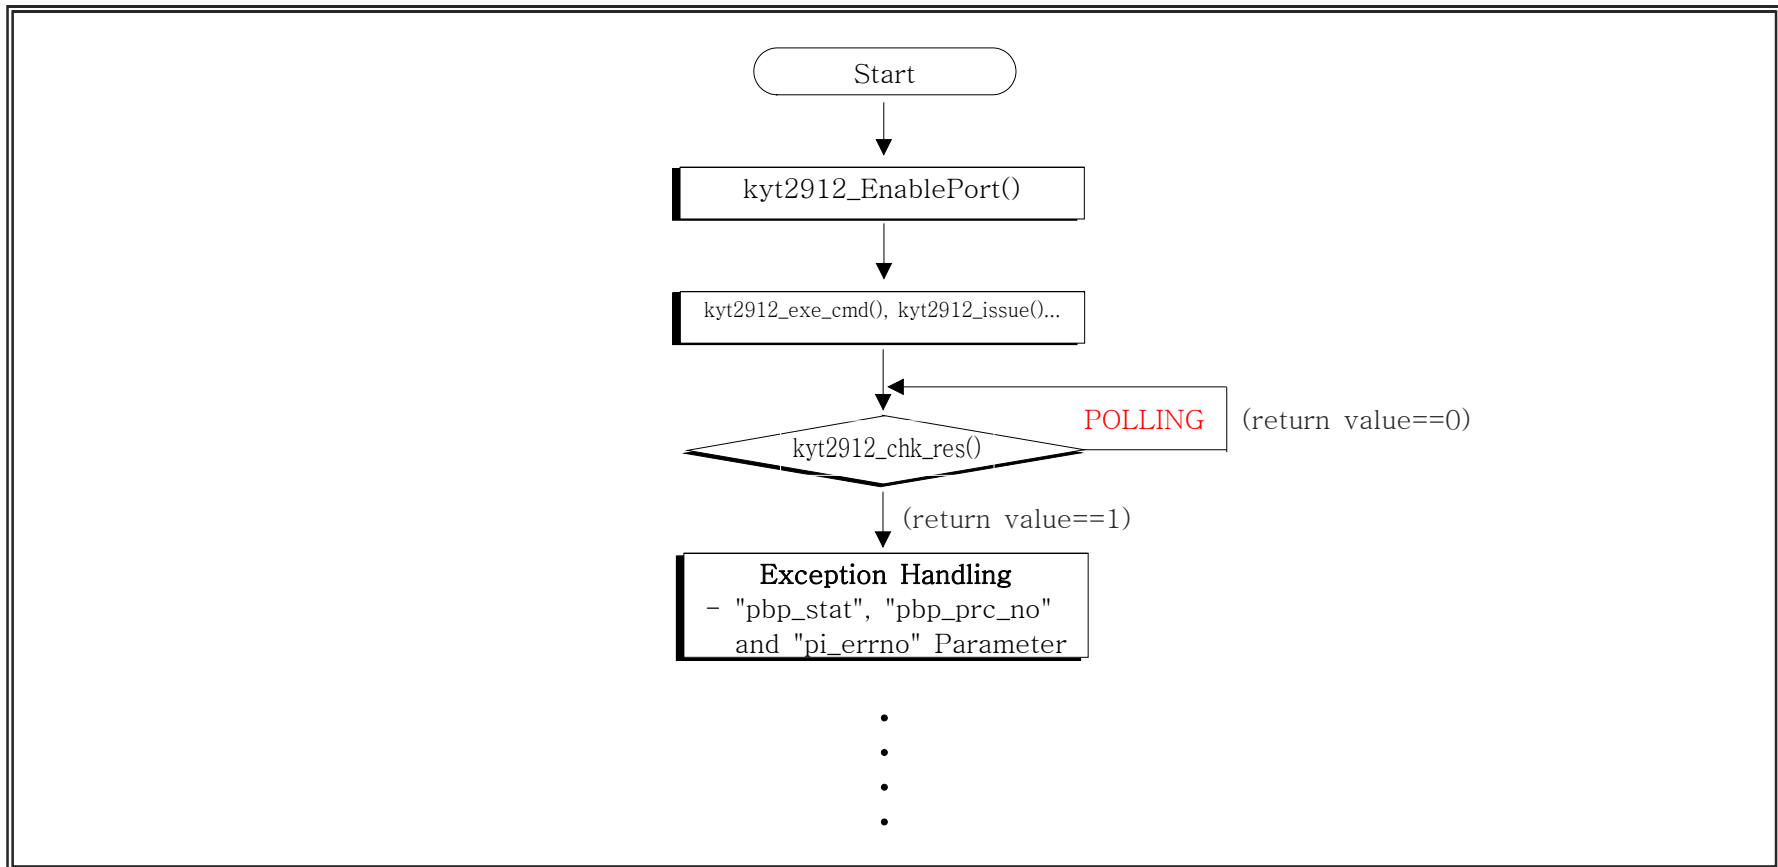 Start
kyt2912_EnablePort()
kyt2912_exe_cmd(), kyt2912_issue()...
POLLING (return value==0)
kyt2912_chk_res()
(return value==1)
Exception Handling
- "pbp_stat", "pbp_prc_no"
and "pi_errno" Parameter